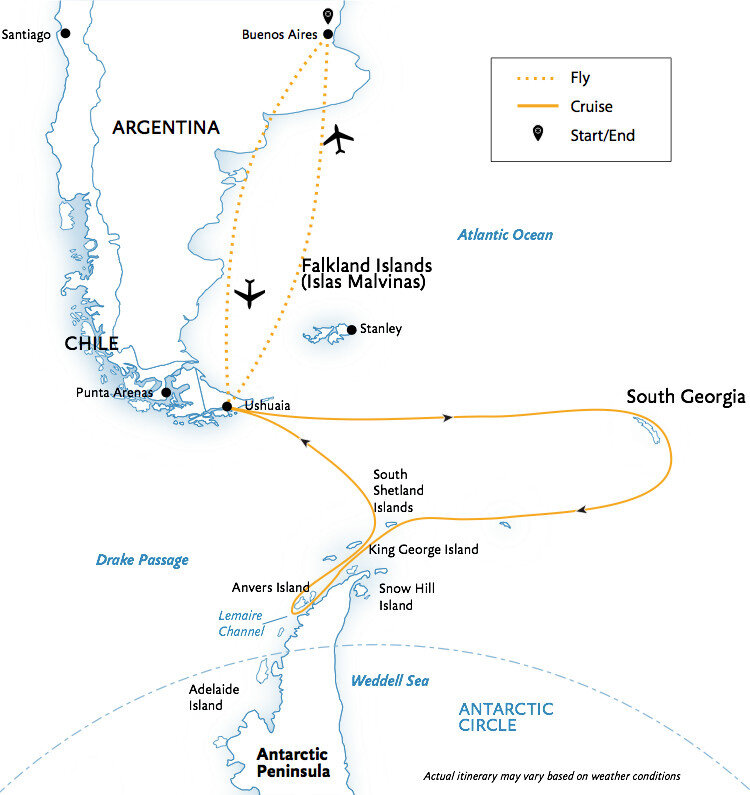 Santiago
Buenos Aires
Fly
Cruise
Start/End
ARGENTINA
Atlantic Ocean
Falkland Islands
(Islas Malvinas)
Stanley
CHILE
Punta Arenas
Ushuaia
South Georgia
South
Shetland
Islands
King George Island
Drake Passage
Anvers Island
Snow Hill
Island
Lemaire
Channel
Weddell Sea
Adelaide
Island
ANTARCTIC
CIRCLE
Antarctic
Peninsula
Actual itinerary may vary based on weather conditions